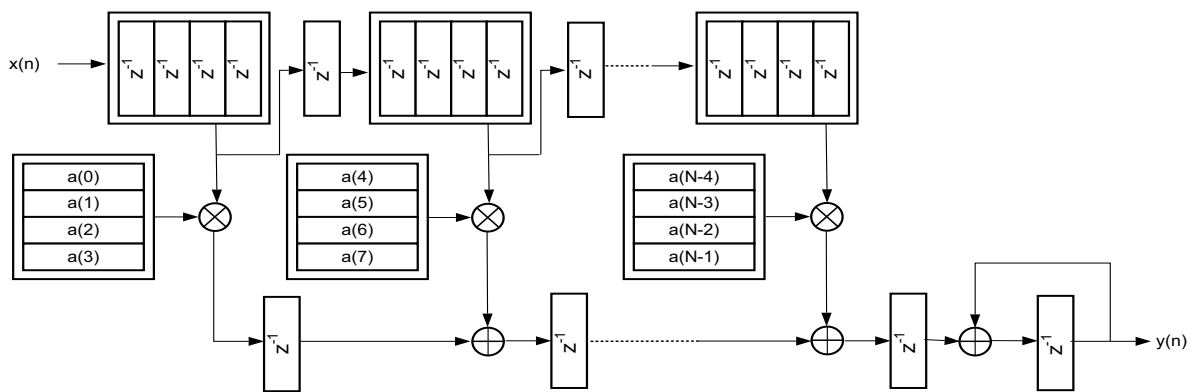 x(n)
z⁻¹ z⁻¹ z⁻¹ z⁻¹
z⁻¹
z⁻¹ z⁻¹ z⁻¹ z⁻¹
z⁻¹
z⁻¹ z⁻¹ z⁻¹ z⁻¹
a(0)
a(1)
a(2)
a(3)
a(4)
a(5)
a(6)
a(7)
a(N-4)
a(N-3)
a(N-2)
a(N-1)
z⁻¹
z⁻¹
z⁻¹
z⁻¹
y(n)